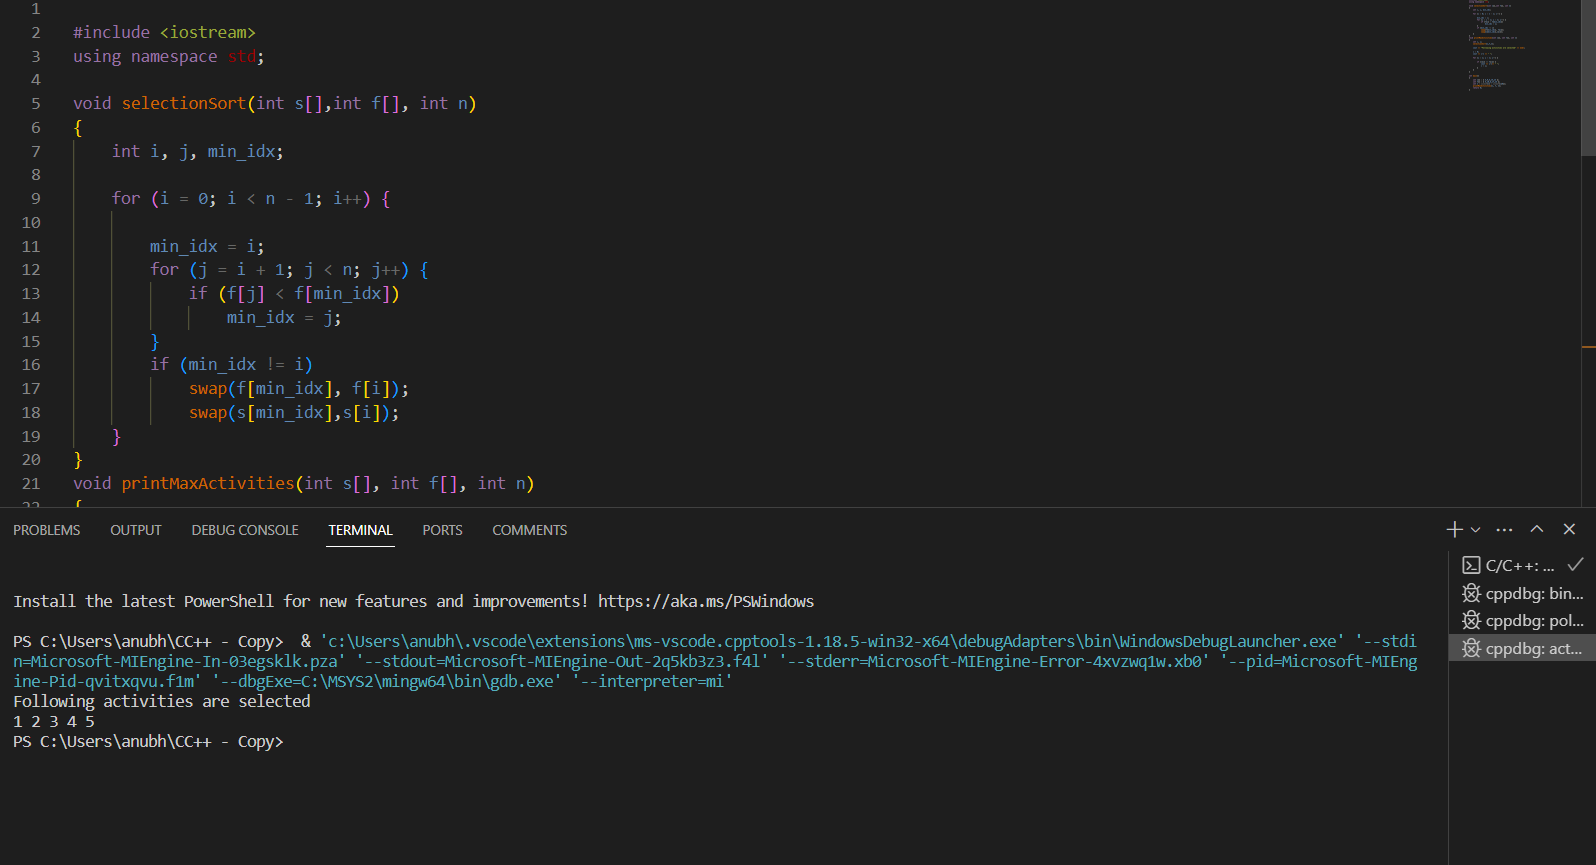 1
2 #include <iostream>
3 using namespace std;
4
5 void selectionSort(int s[],int f[], int n)
6 {
7 int i, j, min_idx;
8
9 for (i = 0; i < n - 1; i++) {
10
11 min_idx = i;
12 for (j = i + 1; j < n; j++) {
13 if (f[j] < f[min_idx])
14 min_idx = j;
15 }
16 if (min_idx != i)
17 swap(f[min_idx], f[i]);
18 swap(s[min_idx],s[i]);
19 }
20 }
21 void printMaxActivities(int s[], int f[], int n)
22 {
PROBLEMS OUTPUT DEBUG CONSOLE TERMINAL PORTS COMMENTS
Install the latest PowerShell for new features and improvements! https://aka.ms/PSWindows
PS C:\Users\anubh\CC++ - Copy>  & 'c:\Users\anubh\.vscode\extensions\ms-vscode.cpptools-1.18.5-win32-x64\debugAdapters\bin\WindowsDebugLauncher.exe' '--stdi
n=Microsoft-MIEngine-In-03egsklk.pza' '--stdout=Microsoft-MIEngine-Out-2q5kb3z3.f4l' '--stderr=Microsoft-MIEngine-Error-4xvzwq1w.xb0' '--pid=Microsoft-MIEng
ine-Pid-qvitxqvu.f1m' '--dbgExe=C:\MSYS2\mingw64\bin\gdb.exe' '--interpreter=mi'
Following activities are selected
1 2 3 4 5
PS C:\Users\anubh\CC++ - Copy>
C/C++: ...
cppdbg: bin...
cppdbg: pol...
cppdbg: act...